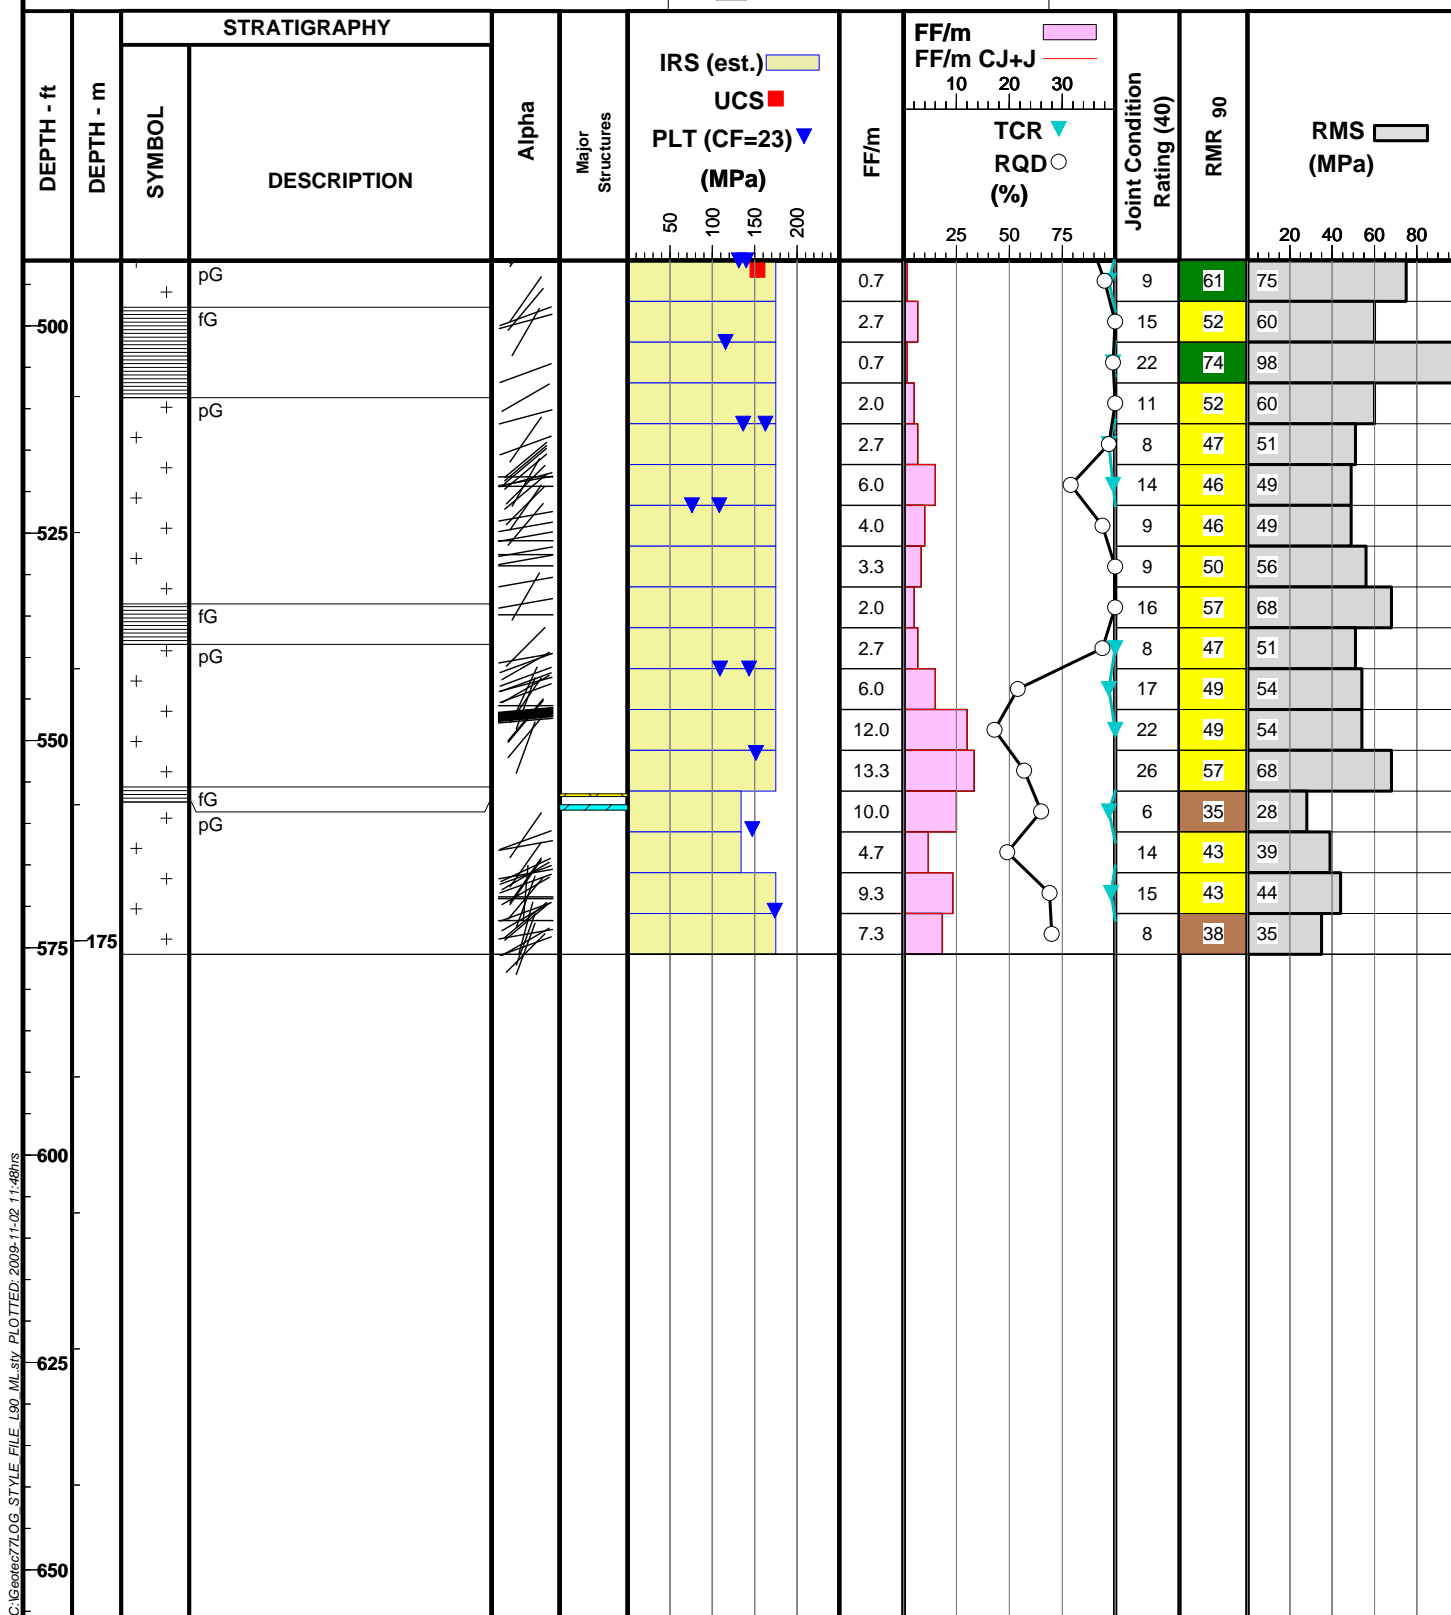 STRATIGRAPHY
DEPTH - ft
DEPTH - m
SYMBOL
DESCRIPTION
Alpha
Major
Structures
IRS (est.)
UCS
PLT (CF=23)
(MPa)
50 100 150 200
FF/m
FF/m
FF/m CJ+J
10 20 30
TCR
RQD
(%)
25 50 75
Joint Condition
Rating (40)
RMR 90
RMS
(MPa)
20 40 60 80
pG 0.7 9 61 75
500 fG 2.7 15 52 60
0.7 22 74 98
pG 2.0 11 52 60
2.7 8 47 51
6.0 14 46 49
525 4.0 9 46 49
3.3 9 50 56
fG 2.0 16 57 68
pG 2.7 8 47 51
6.0 17 49 54
550 12.0 22 49 54
13.3 26 57 68
fG 10.0 6 35 28
pG 4.7 14 43 39
9.3 15 43 44
575 175 7.3 8 38 35
600
625
650
C:\Geotec77LOG_STYLE_FILE_L90_ML.sty PLOTTED: 2009-11-02 11:48hrs